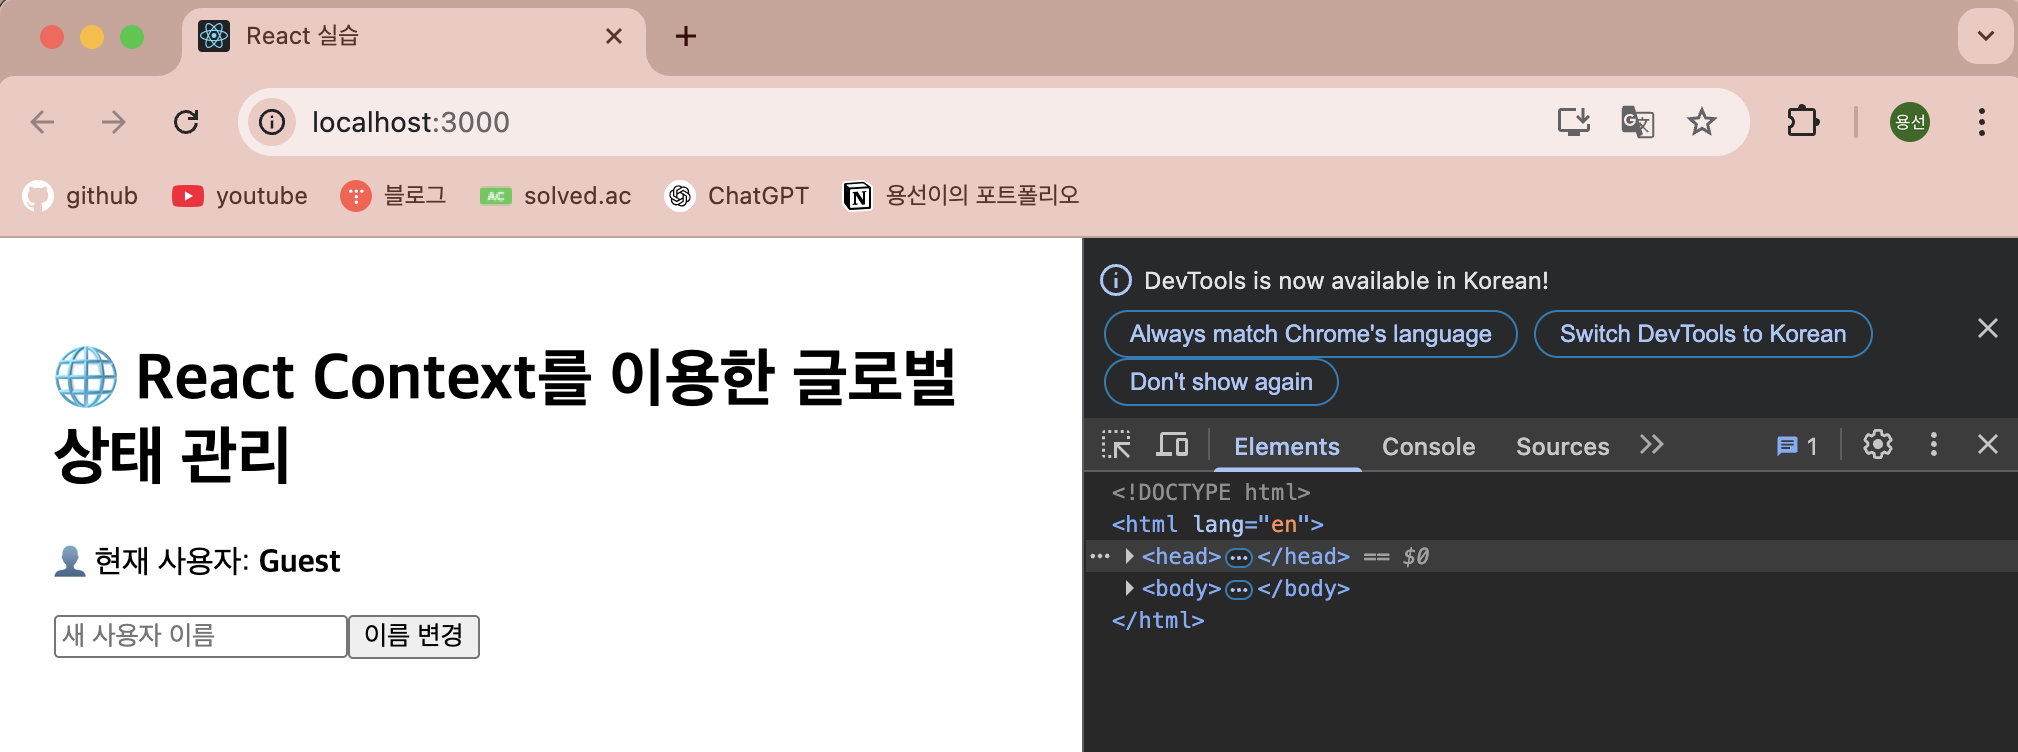 React 실습
localhost:3000
용선
github
youtube
블로그
AC
solved.ac
ChatGPT
용선이의 포트폴리오
🌐 React Context를 이용한 글로벌
상태 관리
👤 현재 사용자: Guest
새 사용자 이름
이름 변경
DevTools is now available in Korean!
Always match Chrome's language
Switch DevTools to Korean
Don't show again
Elements
Console
Sources
1
<!DOCTYPE html>
<html lang="en">
<head>…</head> == $0
<body>…</body>
</html>